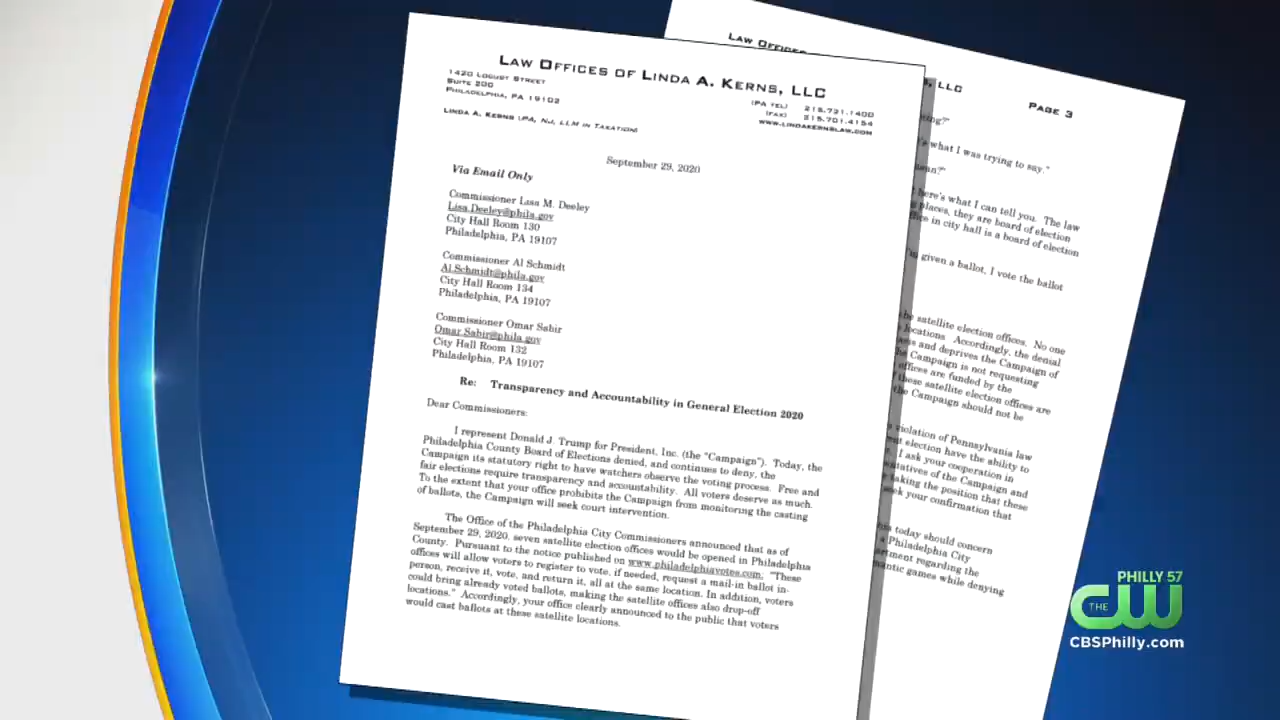 LAW OFFICES OF LINDA A. KERNS, LLC
1420 LOCUST STREET
SUITE 200
PHILADELPHIA, PA 19102
(PA TEL) 215.731.1400
(FAX) 215.701.4154
WWW.LINDAKERNSLAW.COM
LINDA A. KERNS (PA, NJ, LLM IN TAXATION)
September 29, 2020
Via Email Only
Commissioner Lisa M. Deeley
Lisa.Deeley@phila.gov
City Hall Room 130
Philadelphia, PA 19107
Commissioner Al Schmidt
Al.Schmidt@phila.gov
City Hall Room 134
Philadelphia, PA 19107
Commissioner Omar Sabir
Omar.Sabir@phila.gov
City Hall Room 132
Philadelphia, PA 19107
Re: Transparency and Accountability in General Election 2020
Dear Commissioners:
I represent Donald J. Trump for President, Inc. (the "Campaign"). Today, the
Philadelphia County Board of Elections denied, and continues to deny, the
Campaign its statutory right to have watchers observe the voting process. Free and
fair elections require transparency and accountability. All voters deserve as much.
To the extent that your office prohibits the Campaign from monitoring the casting
of ballots, the Campaign will seek court intervention.
The Office of the Philadelphia City Commissioners announced that as of
September 29, 2020, seven satellite election offices would be opened in Philadelphia
County. Pursuant to the notice published on www.philadelphiavotes.com: "These
offices will allow voters to register to vote, if needed, request a mail-in ballot in-
person, receive it, vote, and return it, all at the same location. In addition, voters
could bring already voted ballots, making the satellite offices also drop-off
locations." Accordingly, your office clearly announced to the public that voters
would cast ballots at these satellite locations.
LAW OFFICES
, LLC
PAGE 3
what I was trying to say."
here's what I can tell you. The law
places, they are board of election
office in city hall is a board of election
given a ballot, I vote the ballot
satellite election offices. No one
locations. Accordingly, the denial
and deprives the Campaign of
Campaign is not requesting
offices are funded by the
these satellite election offices are
the Campaign should not be
violation of Pennsylvania law
election have the ability to
I ask your cooperation in
of the Campaign and
taking the position that these
seek your confirmation that
today should concern
a Philadelphia City
regarding the
games while denying
PHILLY 57
THE CW
CBSPhilly.com